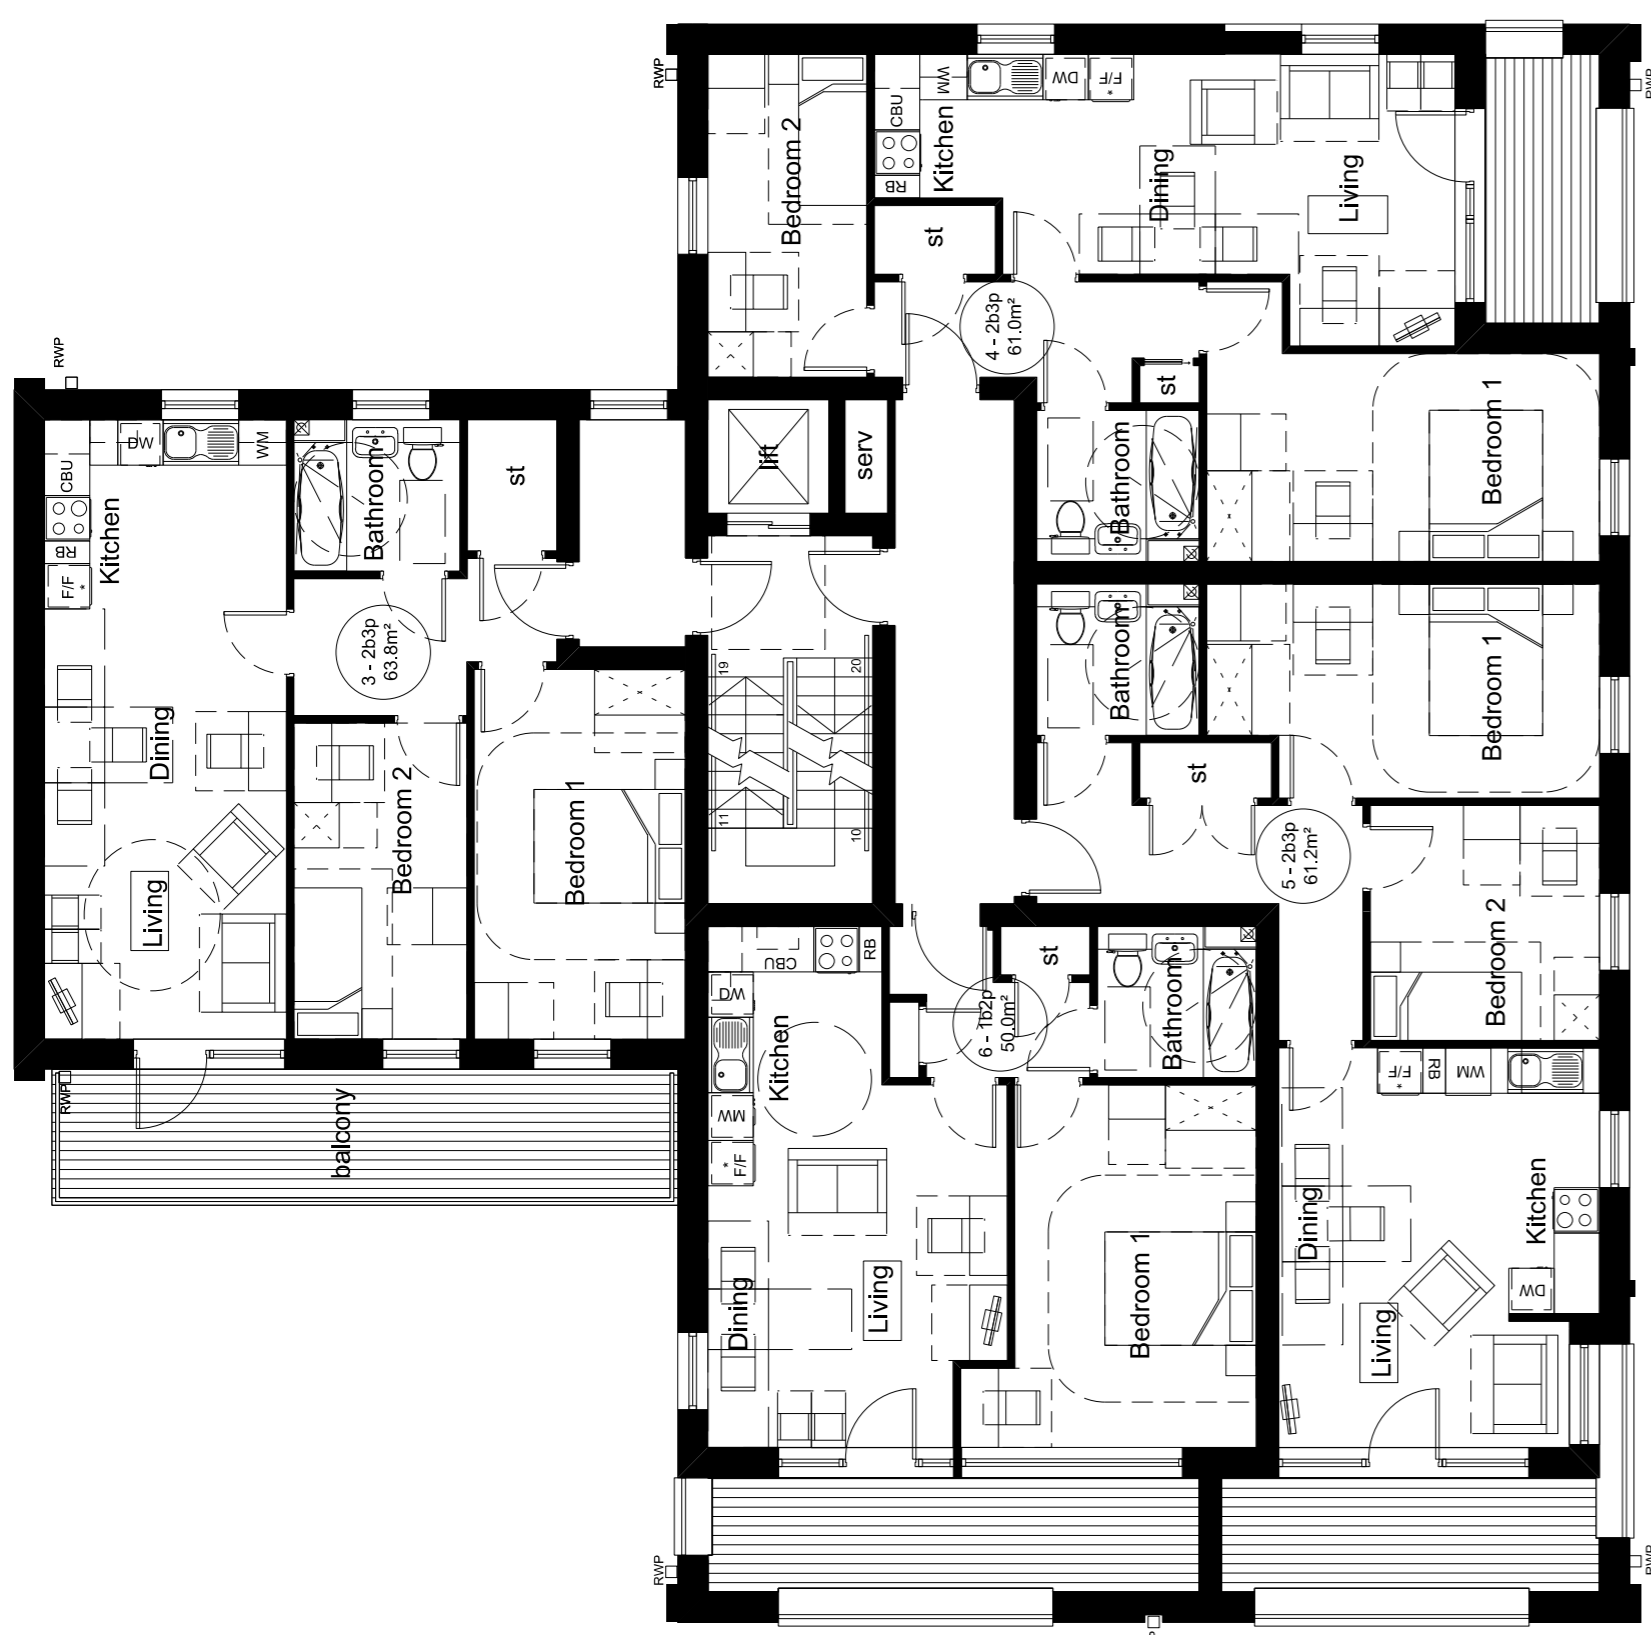 RWP
Bedroom 2
CBU
WM
DW
F/F
*
RB
Kitchen
Dining
Living
RWP
st
4 - 2b3p
61.0m²
st
Bathroom
Bedroom 1
RWP
CBU
DW
WM
RB
F/F
*
Kitchen
Bathroom
st
lift
serv
3 - 2b3p
63.8m²
Dining
Living
Bedroom 2
Bedroom 1
19
20
11
10
RWP
balcony
Bathroom
Bedroom 1
st
5 - 2b3p
61.2m²
Bedroom 2
F/F
*
RB
WM
Kitchen
DW
Dining
Living
CBU
RB
DW
Kitchen
WM
*
F/F
st
6 - 1b2p
50.0m²
Bathroom
Dining
Living
Bedroom 1
RWP
RWP